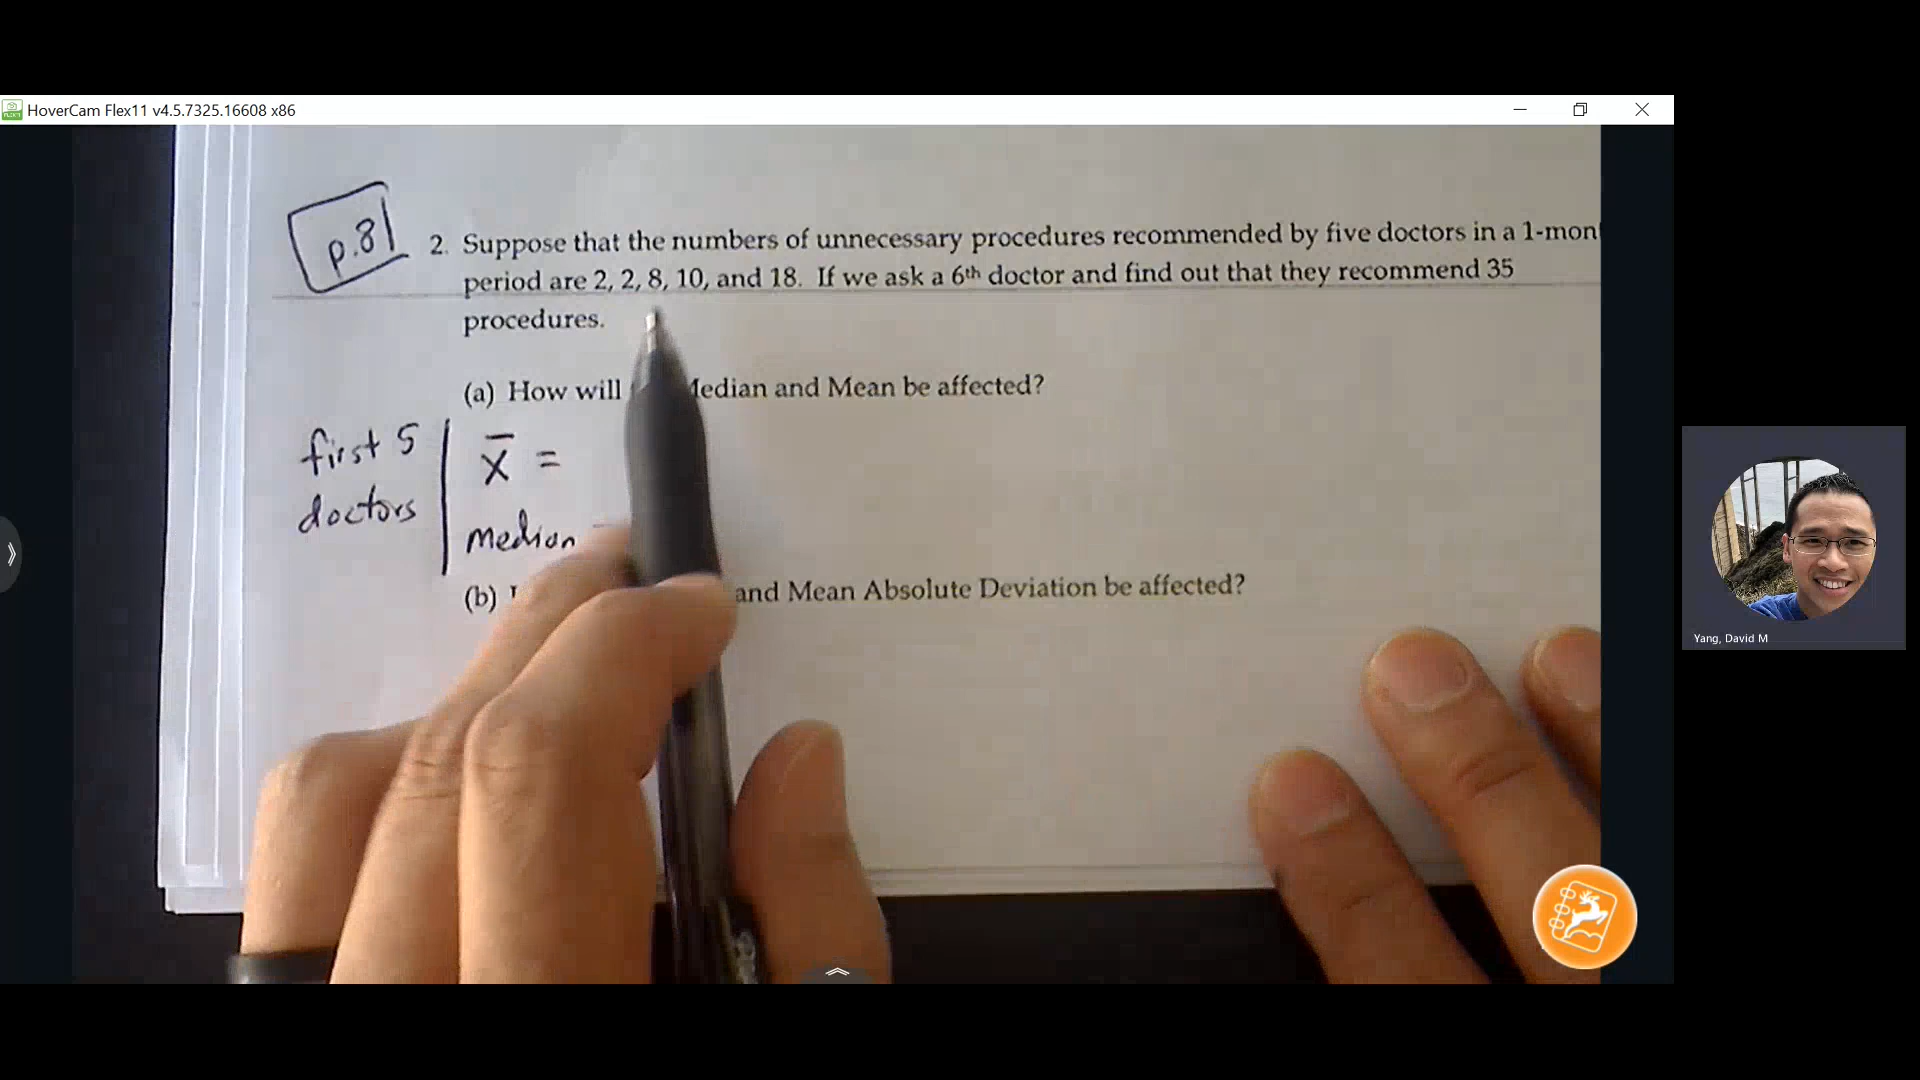 HoverCam Flex11 v4.5.7325.16608 x86
p.81
2. Suppose that the numbers of unnecessary procedures recommended by five doctors in a 1-mon
period are 2, 2, 8, 10, and 18. If we ask a 6th doctor and find out that they recommend 35
procedures.
(a) How will Median and Mean be affected?
first 5
doctors
x̄ =
median
(b) and Mean Absolute Deviation be affected?
Yang, David M